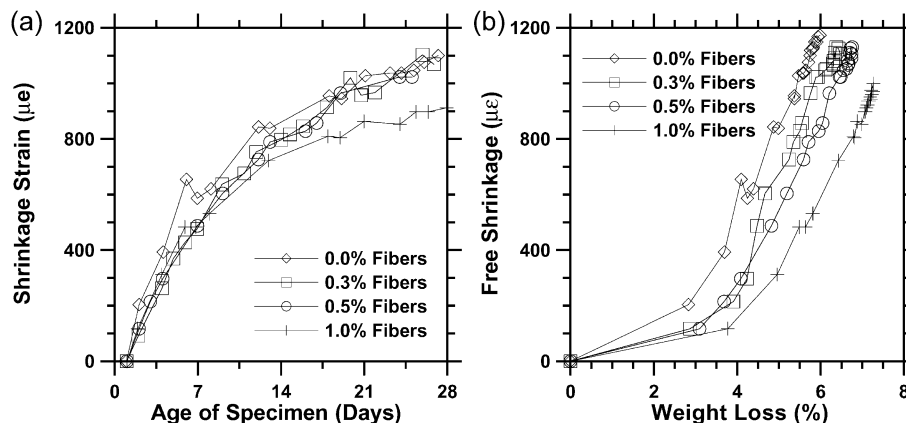 (a)
1200
800
400
0
Shrinkage Strain (με)
0.0% Fibers
0.3% Fibers
0.5% Fibers
1.0% Fibers
0 7 14 21 28
Age of Specimen (Days)
(b)
1200
800
400
0
Free Shrinkage (με)
0.0% Fibers
0.3% Fibers
0.5% Fibers
1.0% Fibers
0 2 4 6 8
Weight Loss (%)